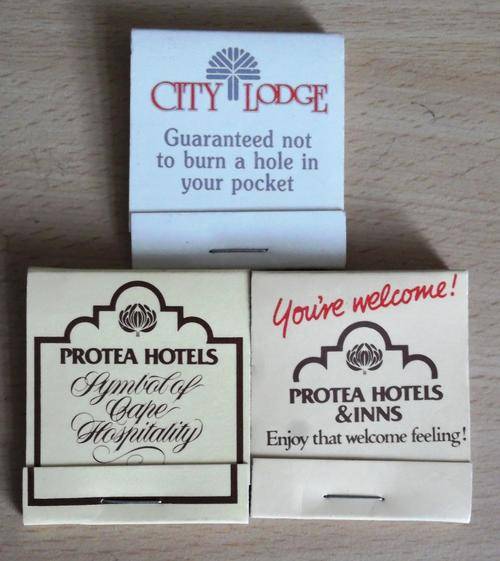 CITY LODGE
Guaranteed not
to burn a hole in
your pocket
PROTEA HOTELS
Symbol of
Cape
Hospitality
You're welcome!
PROTEA HOTELS
&INNS
Enjoy that welcome feeling!